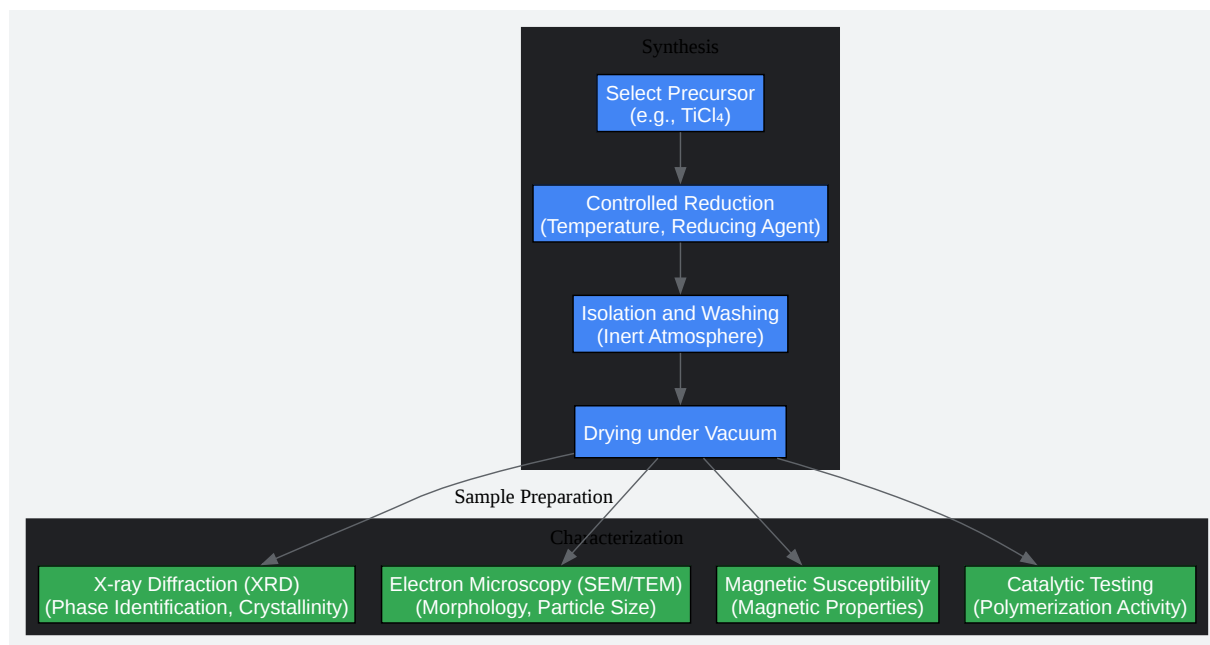 Synthesis
Select Precursor
(e.g., TiCl₄)
Controlled Reduction
(Temperature, Reducing Agent)
Isolation and Washing
(Inert Atmosphere)
Drying under Vacuum
Sample Preparation
Characterization
X-ray Diffraction (XRD)
(Phase Identification, Crystallinity)
Electron Microscopy (SEM/TEM)
(Morphology, Particle Size)
Magnetic Susceptibility
(Magnetic Properties)
Catalytic Testing
(Polymerization Activity)